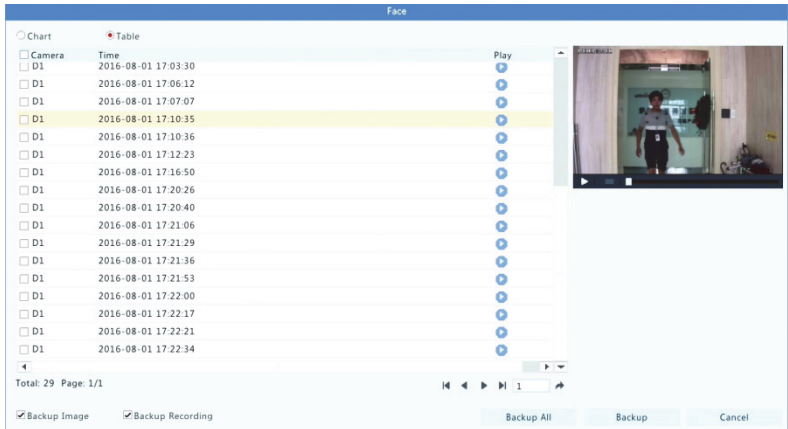 Face
Chart Table
Camera Time Play
D1 2016-08-01 17:03:30
D1 2016-08-01 17:06:12
D1 2016-08-01 17:07:07
D1 2016-08-01 17:10:35
D1 2016-08-01 17:10:36
D1 2016-08-01 17:12:23
D1 2016-08-01 17:16:50
D1 2016-08-01 17:20:26
D1 2016-08-01 17:20:40
D1 2016-08-01 17:21:06
D1 2016-08-01 17:21:29
D1 2016-08-01 17:21:36
D1 2016-08-01 17:21:53
D1 2016-08-01 17:22:00
D1 2016-08-01 17:22:17
D1 2016-08-01 17:22:21
D1 2016-08-01 17:22:34
Total: 29 Page: 1/1 1
Backup Image Backup Recording Backup All Backup Cancel